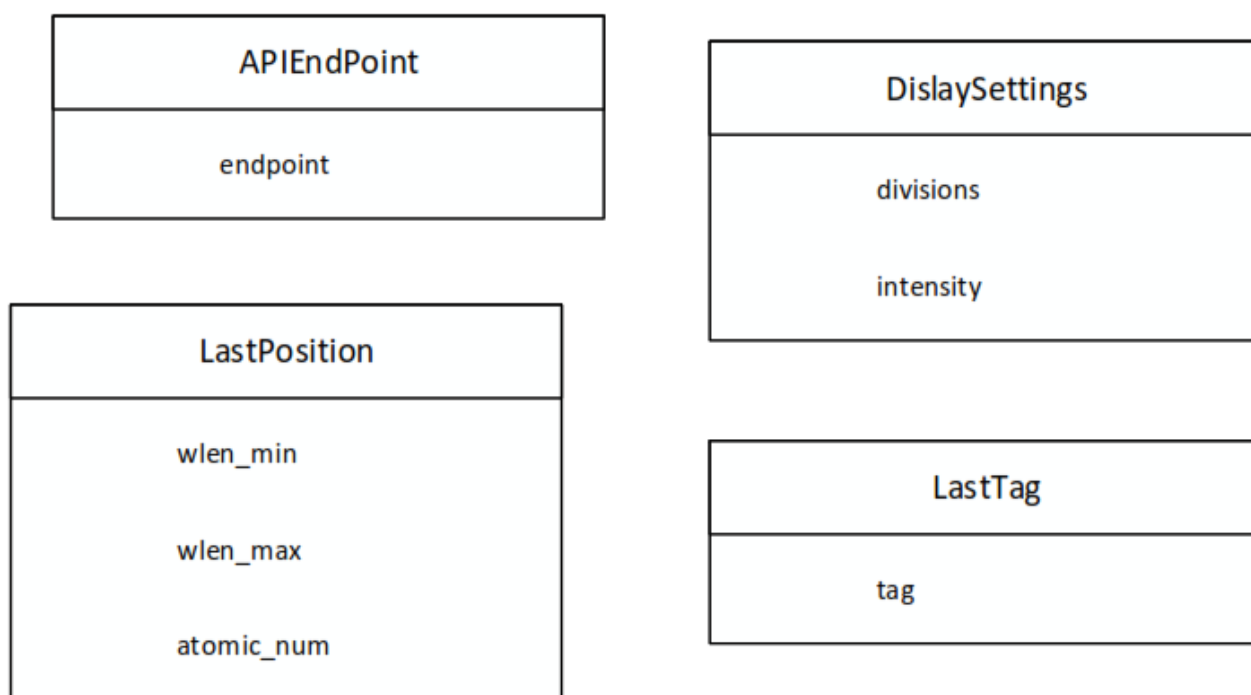 APIEndPoint
endpoint
DislaySettings
divisions
intensity
LastPosition
wlen_min
wlen_max
atomic_num
LastTag
tag